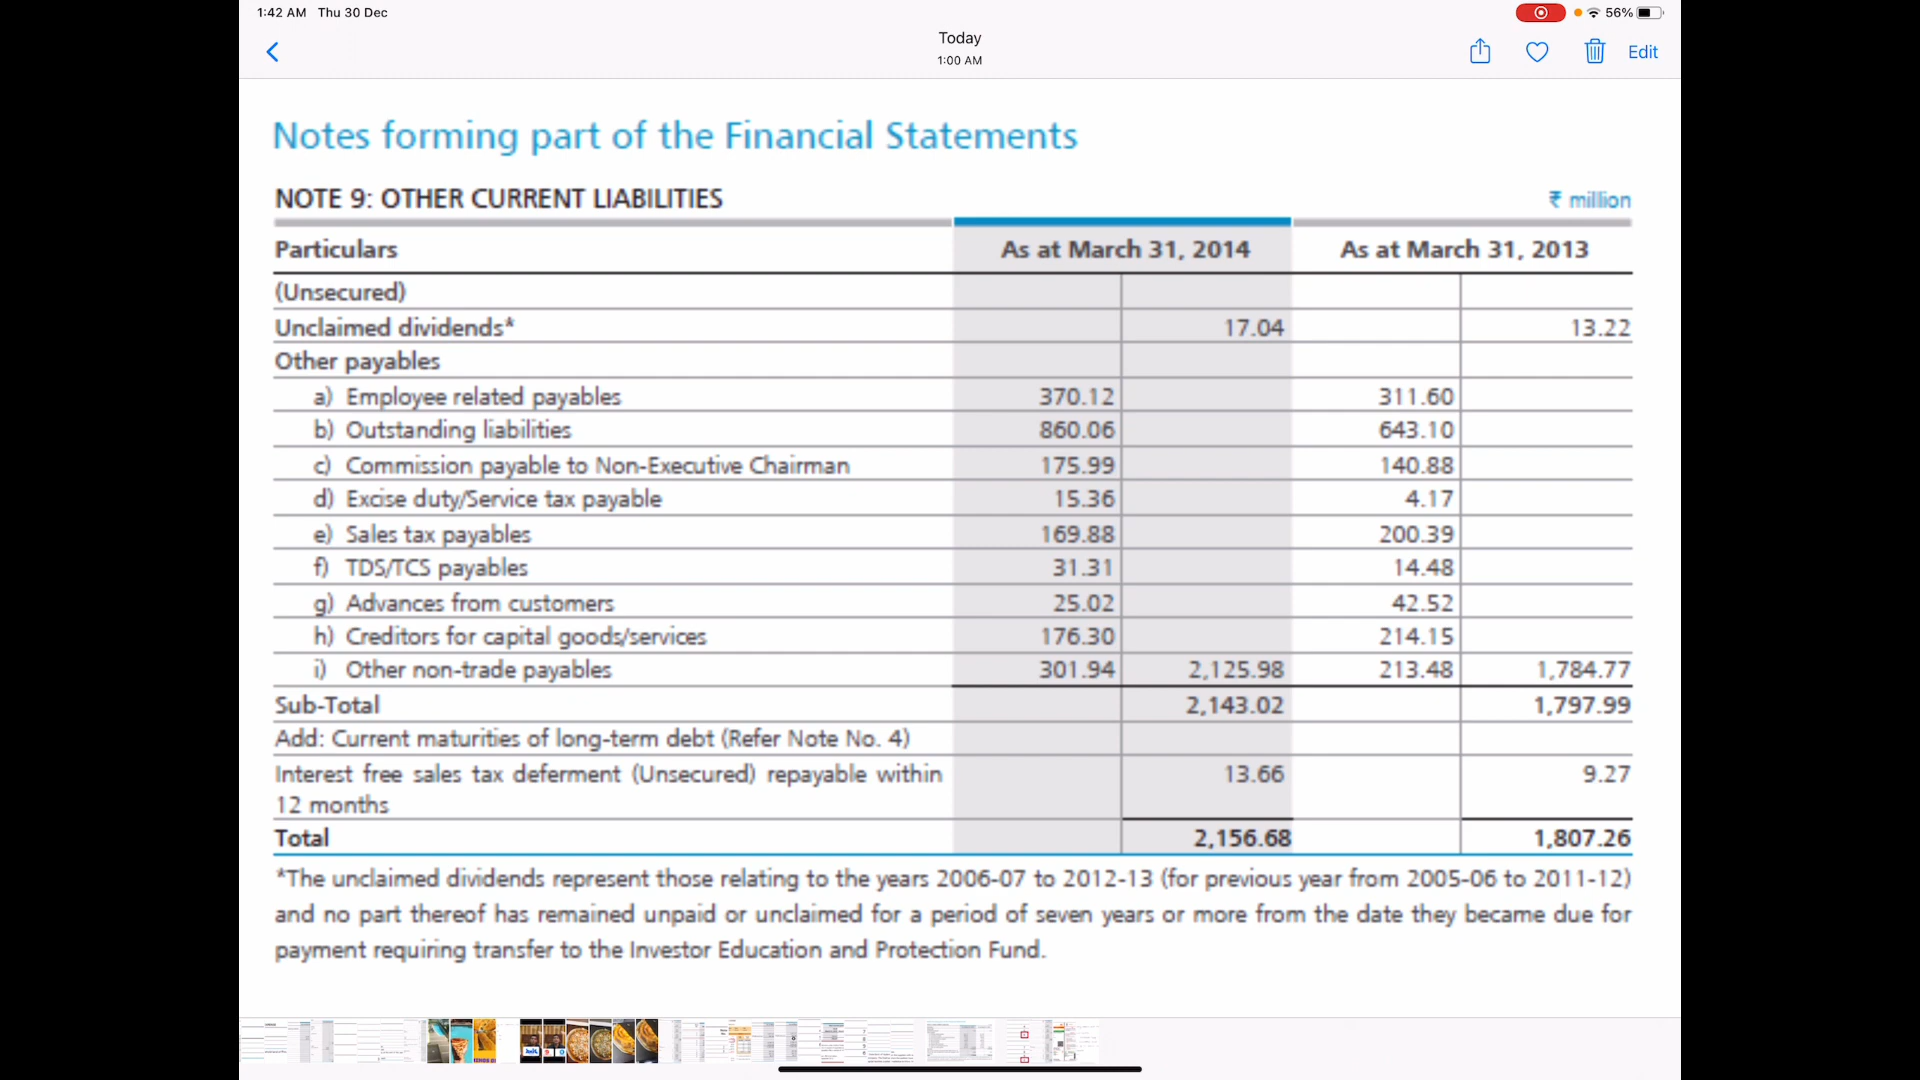 1:42 AM Thu 30 Dec
56%
Today
1:00 AM
Edit
Notes forming part of the Financial Statements
NOTE 9: OTHER CURRENT LIABILITIES ₹ million
Particulars As at March 31, 2014 As at March 31, 2013
(Unsecured)
Unclaimed dividends* 17.04 13.22
Other payables
a) Employee related payables 370.12 311.60
b) Outstanding liabilities 860.06 643.10
c) Commission payable to Non-Executive Chairman 175.99 140.88
d) Excise duty/Service tax payable 15.36 4.17
e) Sales tax payables 169.88 200.39
f) TDS/TCS payables 31.31 14.48
g) Advances from customers 25.02 42.52
h) Creditors for capital goods/services 176.30 214.15
i) Other non-trade payables 301.94 2,125.98 213.48 1,784.77
Sub-Total 2,143.02 1,797.99
Add: Current maturities of long-term debt (Refer Note No. 4)
Interest free sales tax deferment (Unsecured) repayable within 13.66 9.27
12 months
Total 2,156.68 1,807.26
*The unclaimed dividends represent those relating to the years 2006-07 to 2012-13 (for previous year from 2005-06 to 2011-12)
and no part thereof has remained unpaid or unclaimed for a period of seven years or more from the date they became due for
payment requiring transfer to the Investor Education and Protection Fund.